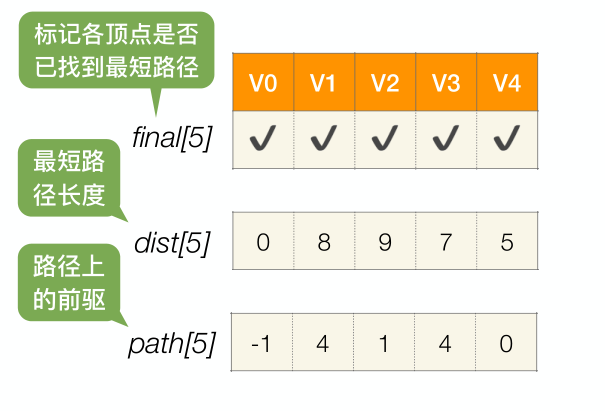 标记各顶点是否
已找到最短路径
V0 V1 V2 V3 V4
final[5] ✓ ✓ ✓ ✓ ✓
最短路
径长度
dist[5] 0 8 9 7 5
路径上
的前驱
path[5] -1 4 1 4 0